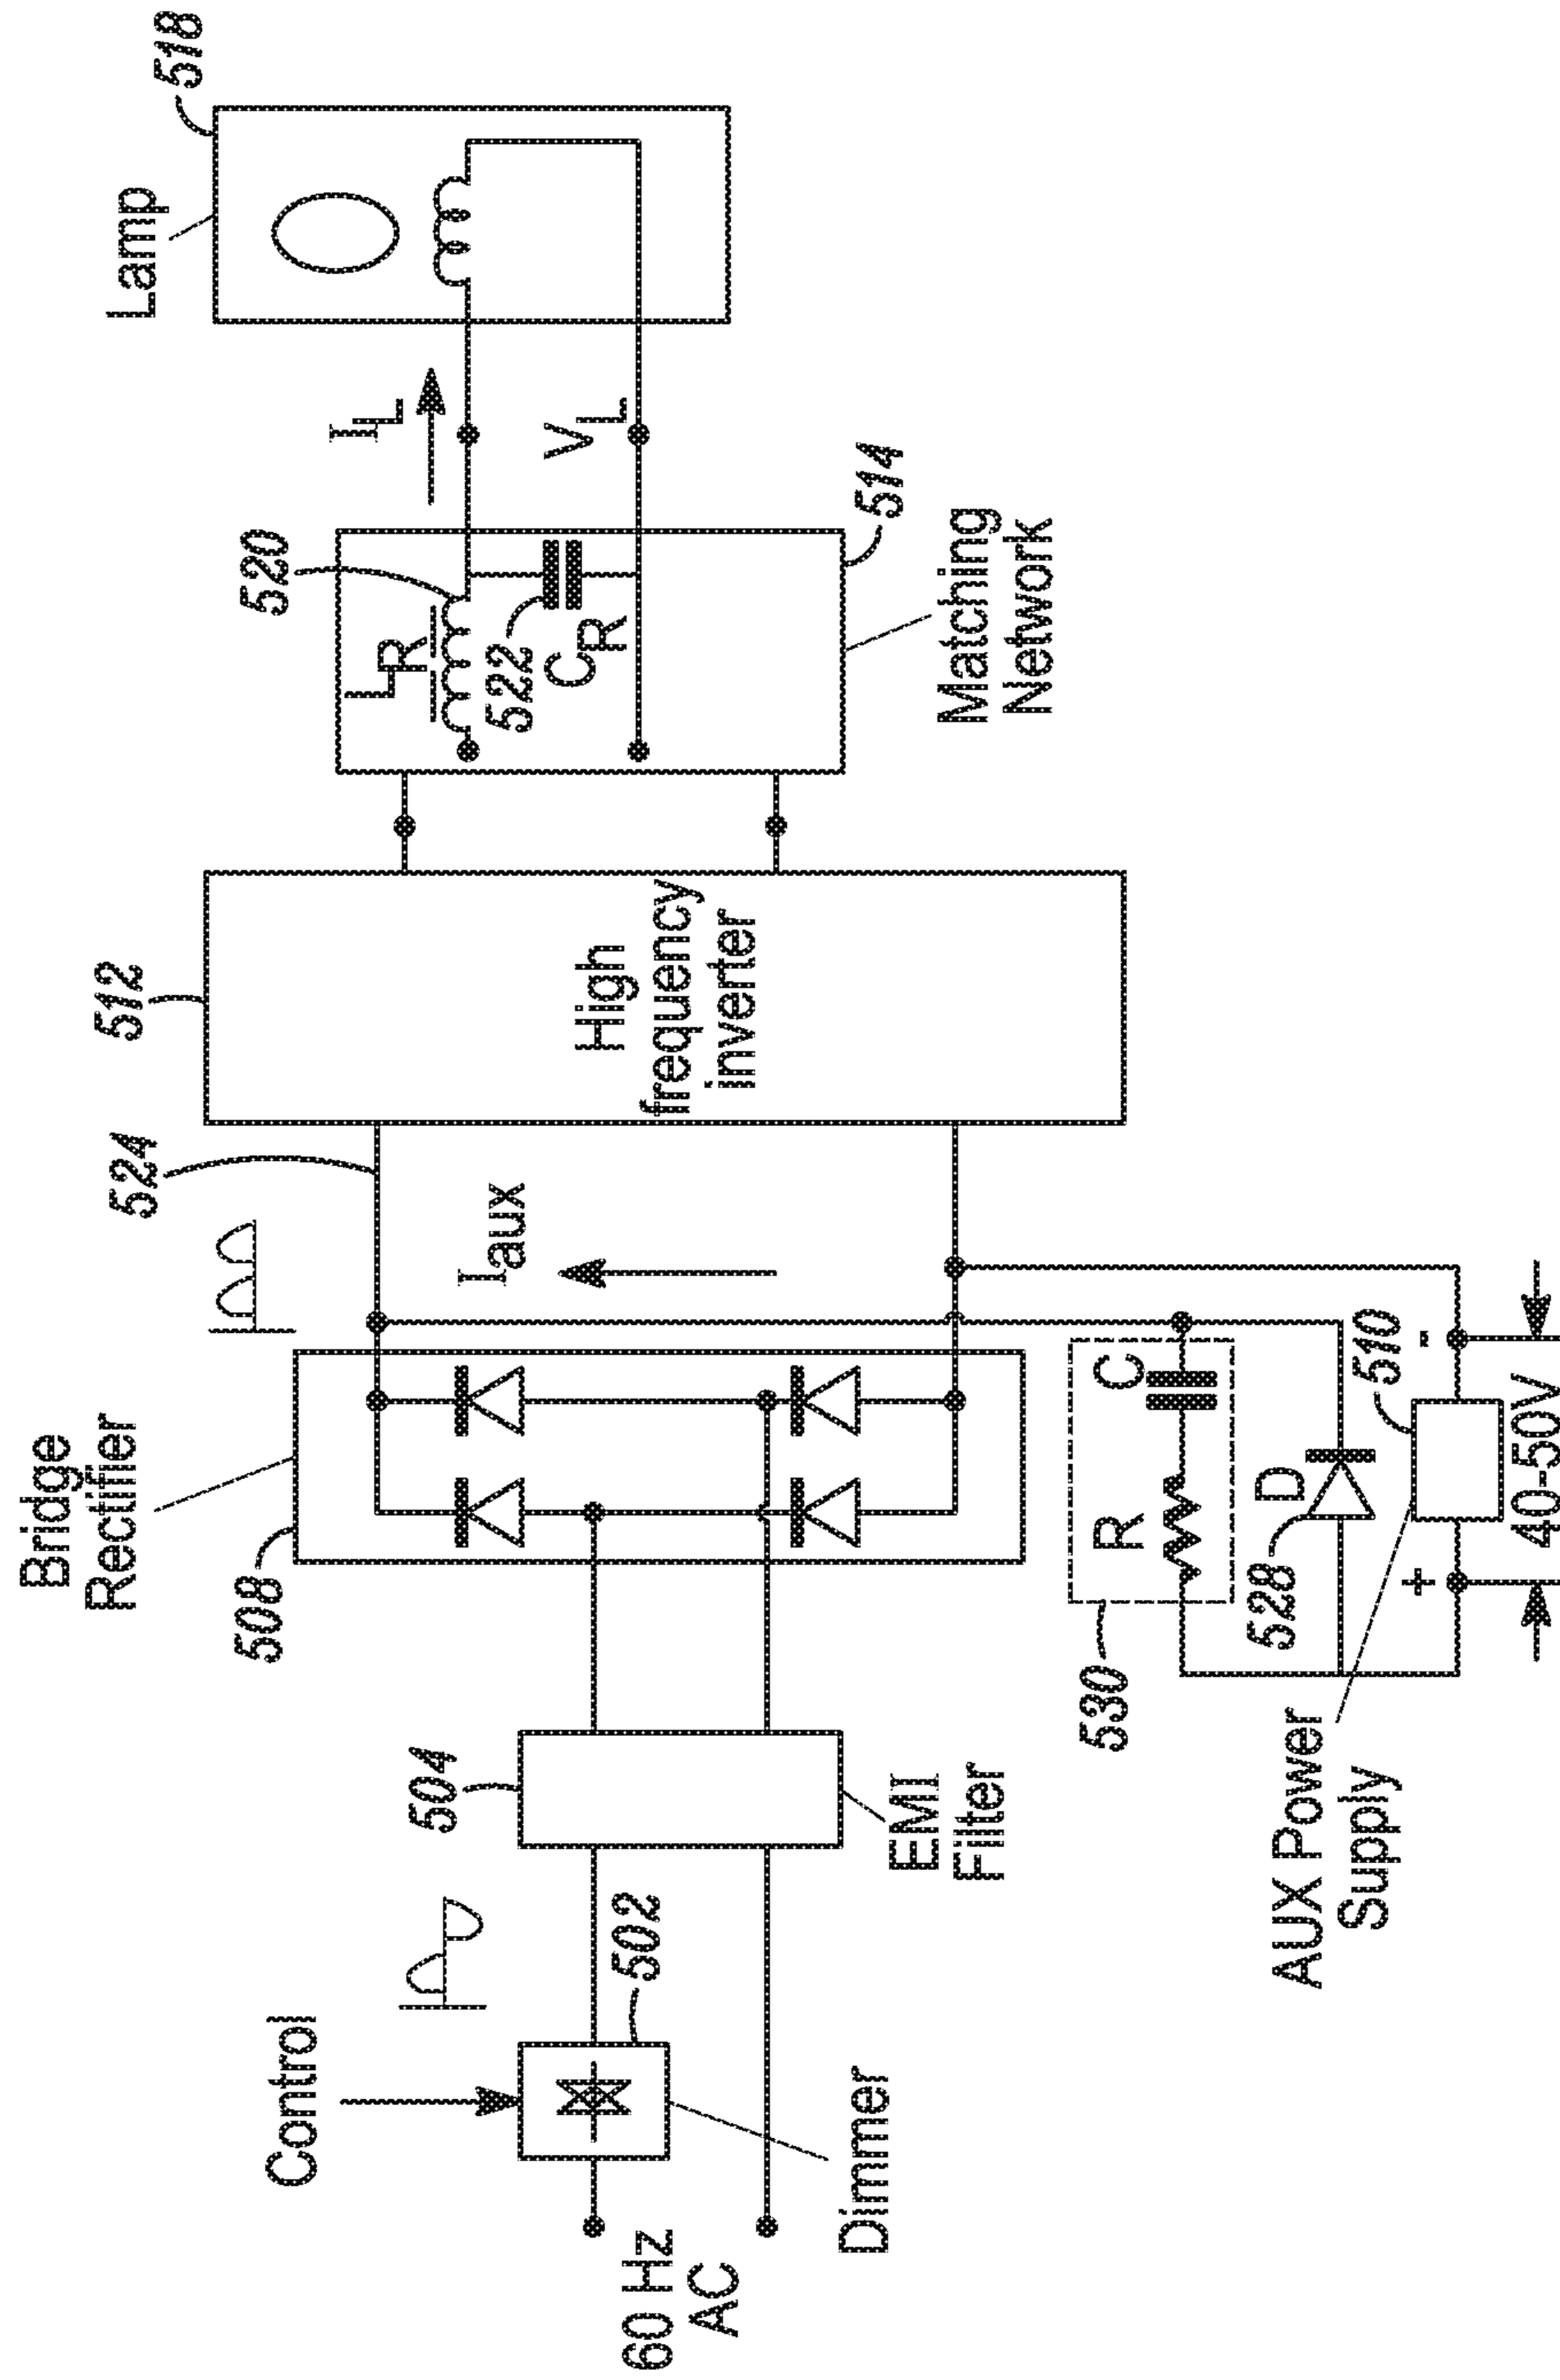 Control
60 Hz
AC
Dimmer
502
504
EMI
Filter
Bridge
Rectifier
508
524
I aux
512
High
frequency
inverter
530
R
C
528
D
510
+
-
40-50V
AUX Power
Supply
520
L R
522
C R
514
Matching
Network
I L
V L
Lamp
518